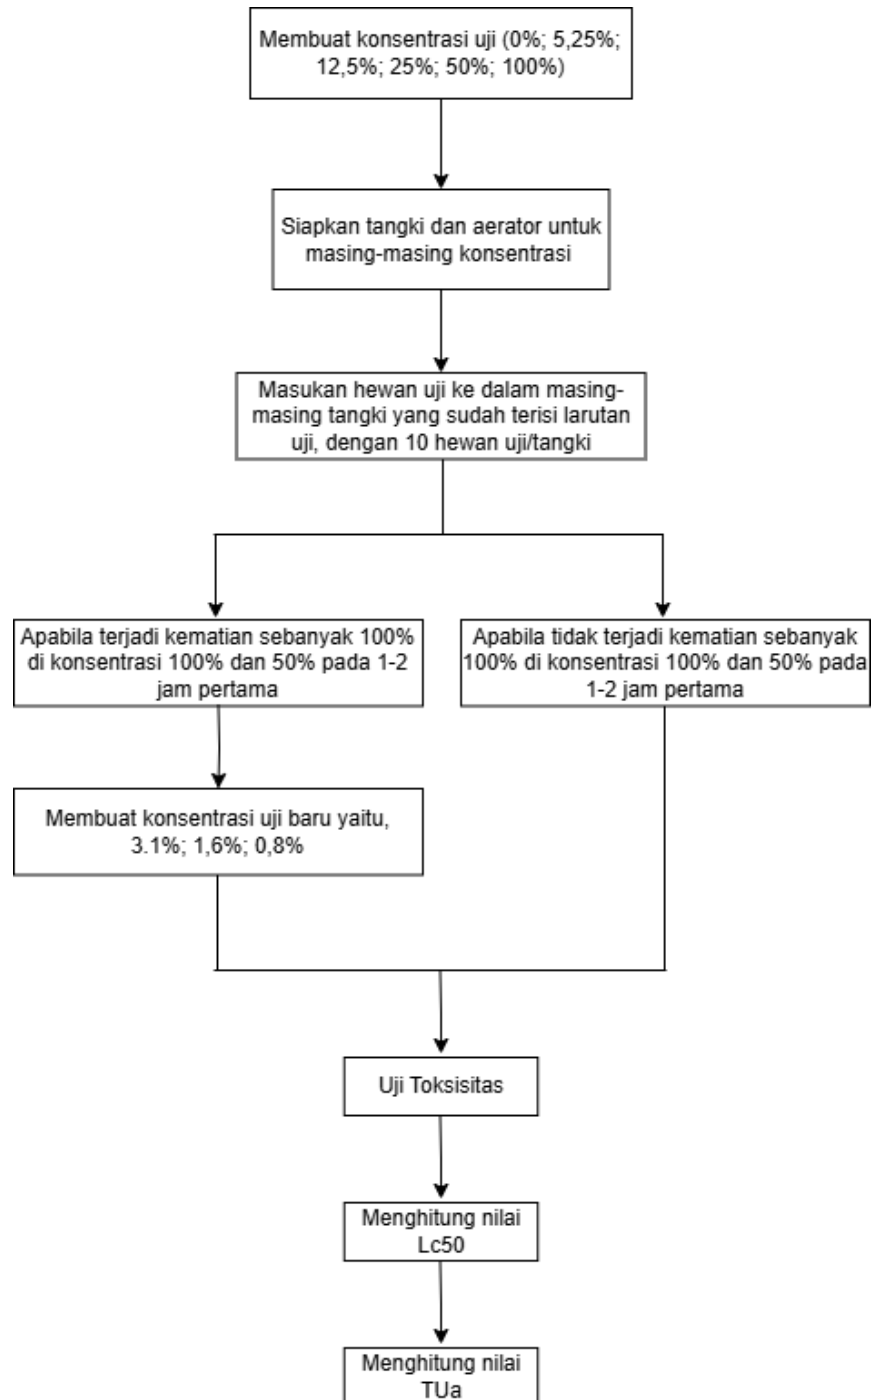 Membuat konsentrasi uji (0%; 5,25%;
12,5%; 25%; 50%; 100%)
Siapkan tangki dan aerator untuk
masing-masing konsentrasi
Masukan hewan uji ke dalam masing-
masing tangki yang sudah terisi larutan
uji, dengan 10 hewan uji/tangki
Apabila terjadi kematian sebanyak 100%
di konsentrasi 100% dan 50% pada 1-2
jam pertama
Apabila tidak terjadi kematian sebanyak
100% di konsentrasi 100% dan 50% pada
1-2 jam pertama
Membuat konsentrasi uji baru yaitu,
3.1%; 1,6%; 0,8%
Uji Toksisitas
Menghitung nilai
Lc50
Menghitung nilai
TUa